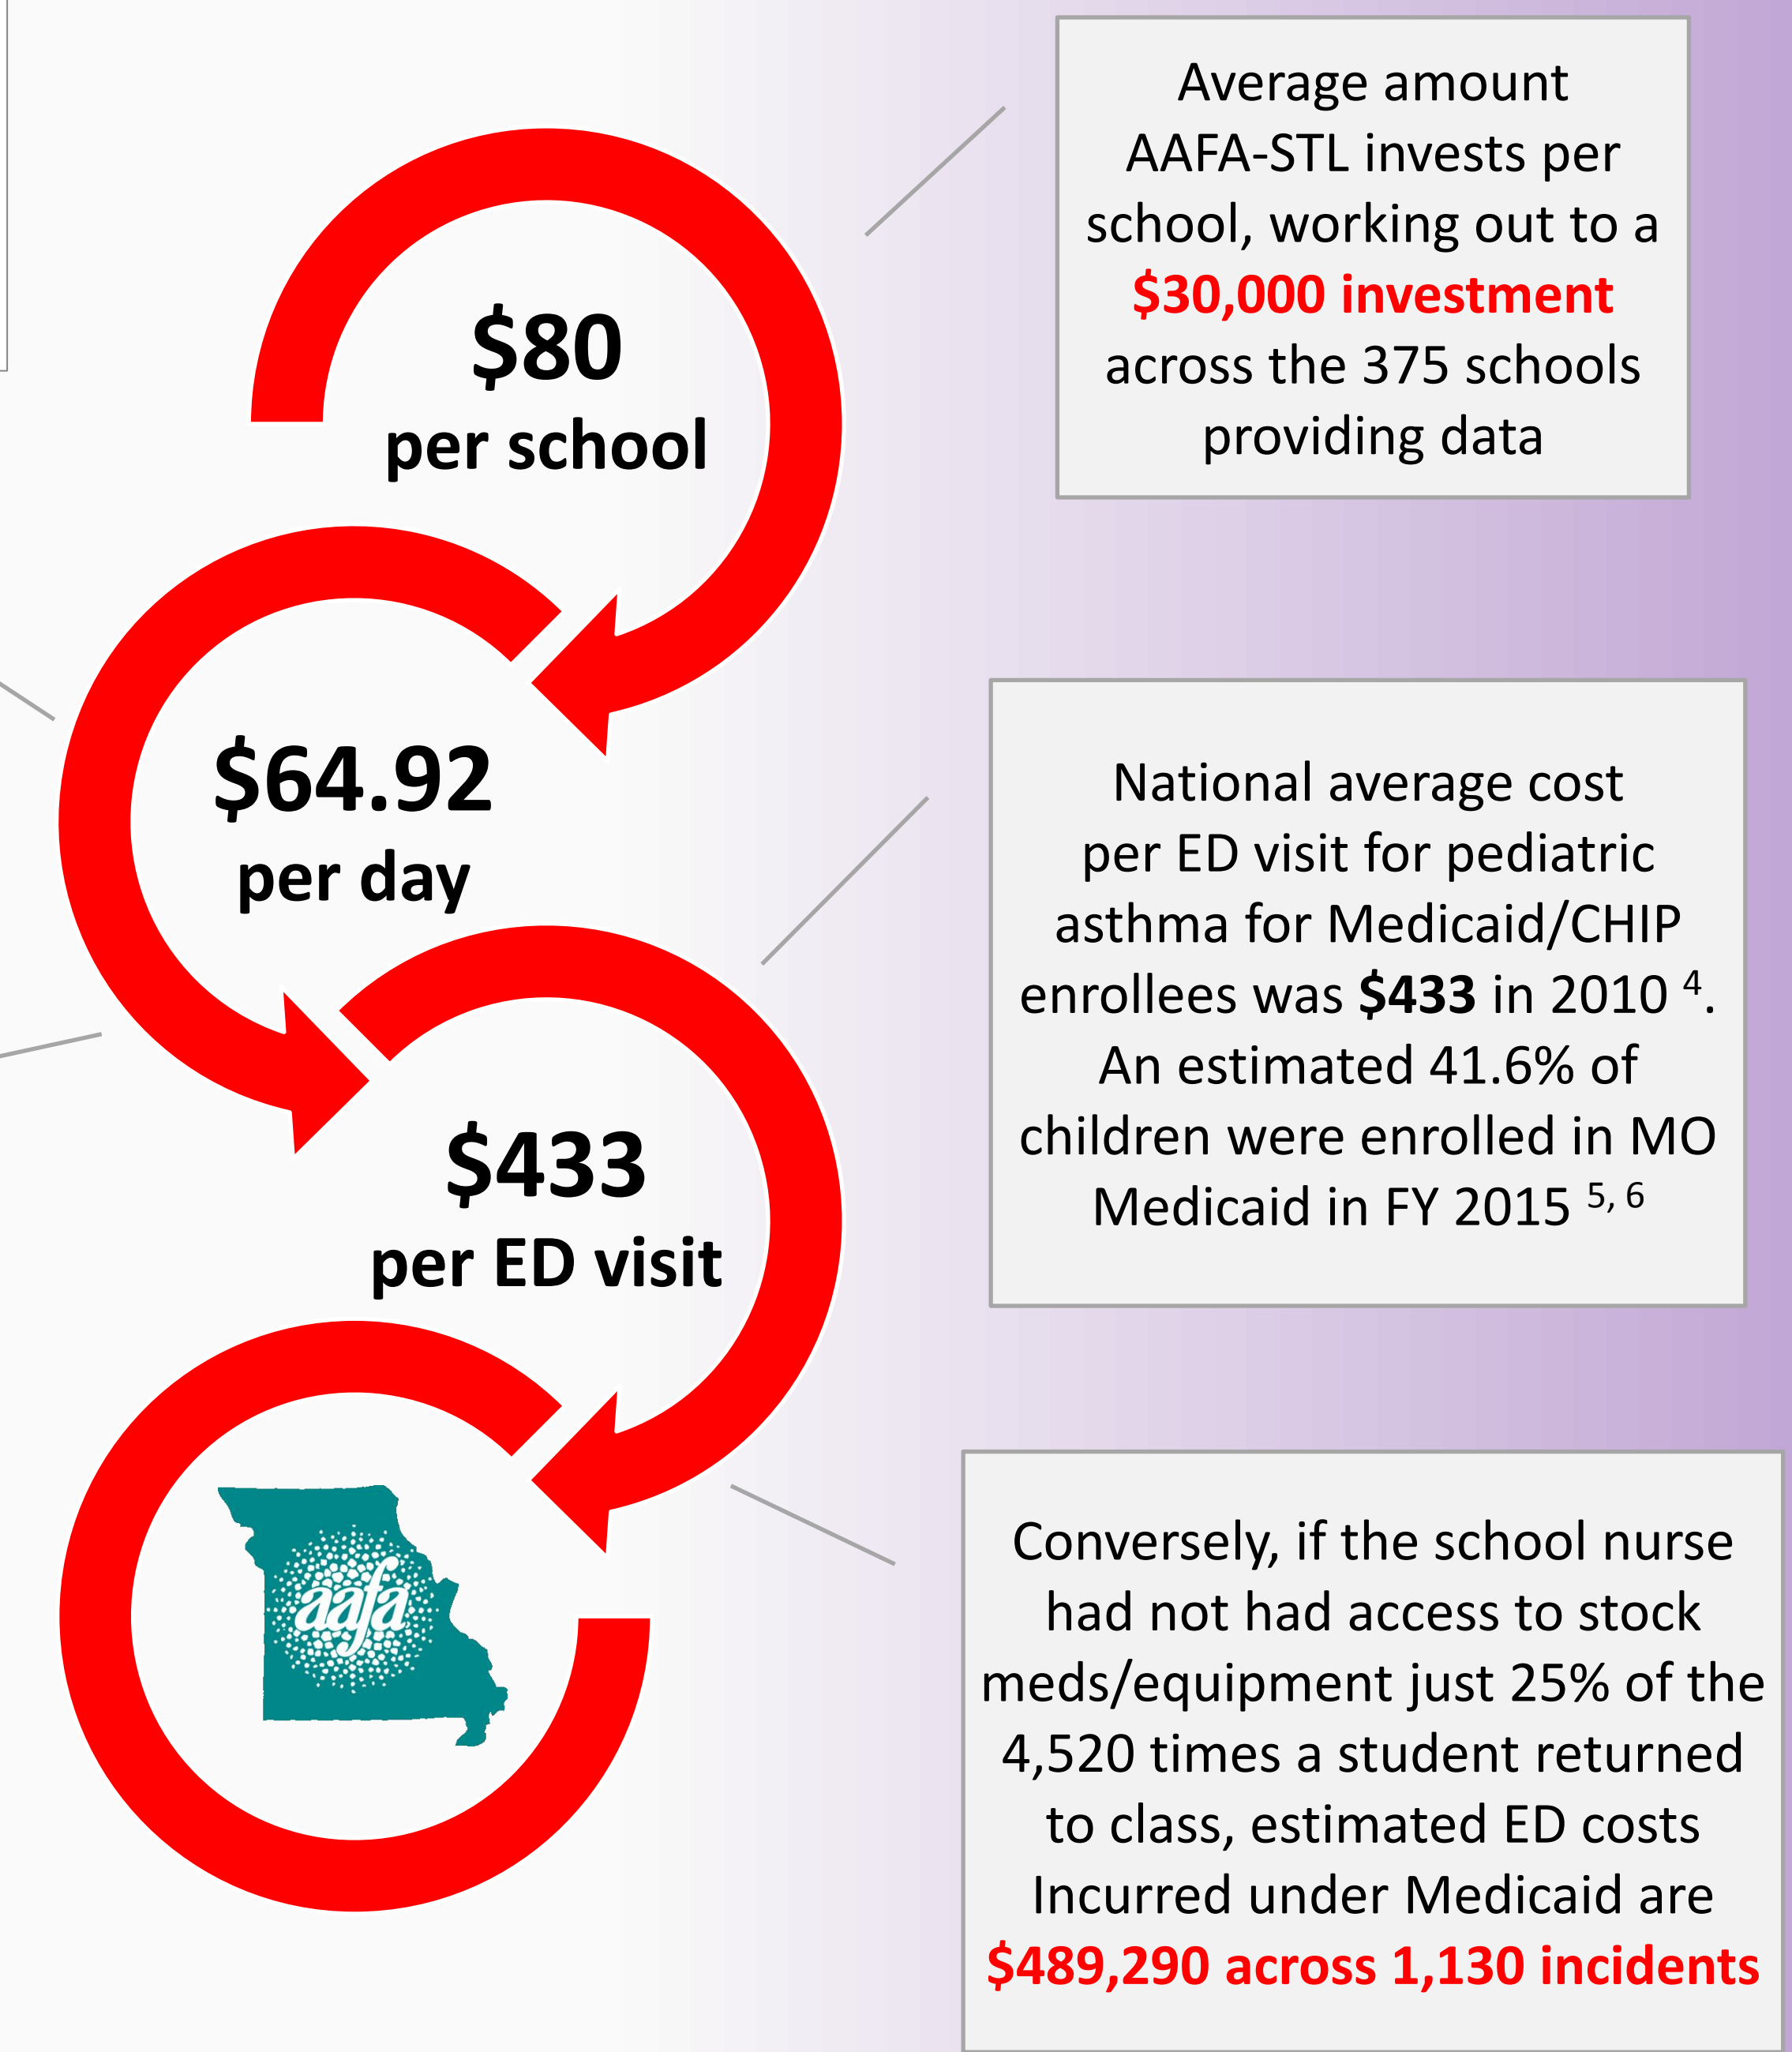 $80
per school
Average amount
AAFA-STL invests per
school, working out to a
$30,000 investment
across the 375 schools
providing data
$64.92
per day
National average cost
per ED visit for pediatric
asthma for Medicaid/CHIP
enrollees was $433 in 2010 4.
An estimated 41.6% of
children were enrolled in MO
Medicaid in FY 2015 5, 6
$433
per ED visit
aafa
Conversely, if the school nurse
had not had access to stock
meds/equipment just 25% of the
4,520 times a student returned
to class, estimated ED costs
Incurred under Medicaid are
$489,290 across 1,130 incidents